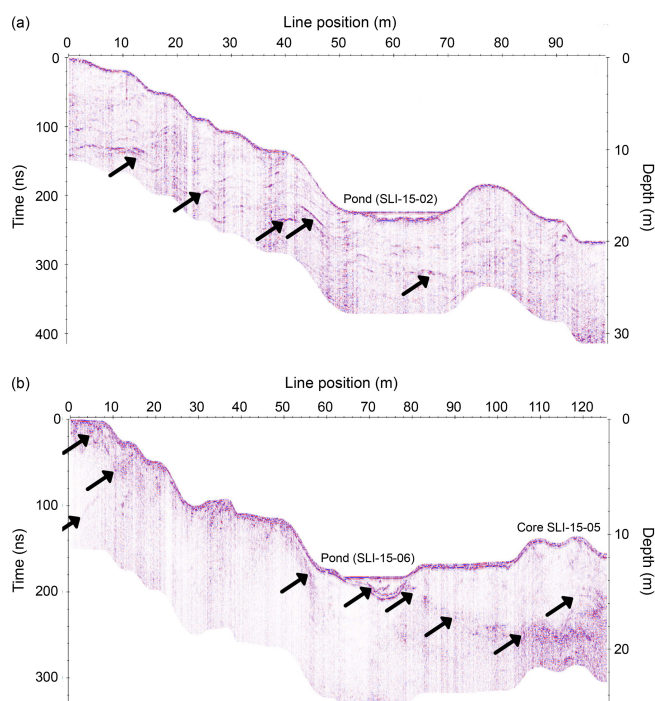 (a)
Line position (m)
0 10 20 30 40 50 60 70 80 90
0 0
100
10
Time (ns)
Depth (m)
200
Pond (SLI-15-02)
20
300
400 30
(b)
Line position (m)
0 10 20 30 40 50 60 70 80 90 100 110 120
0 0
100
Core SLI-15-05
10
Time (ns)
Depth (m)
Pond (SLI-15-06)
200
20
300